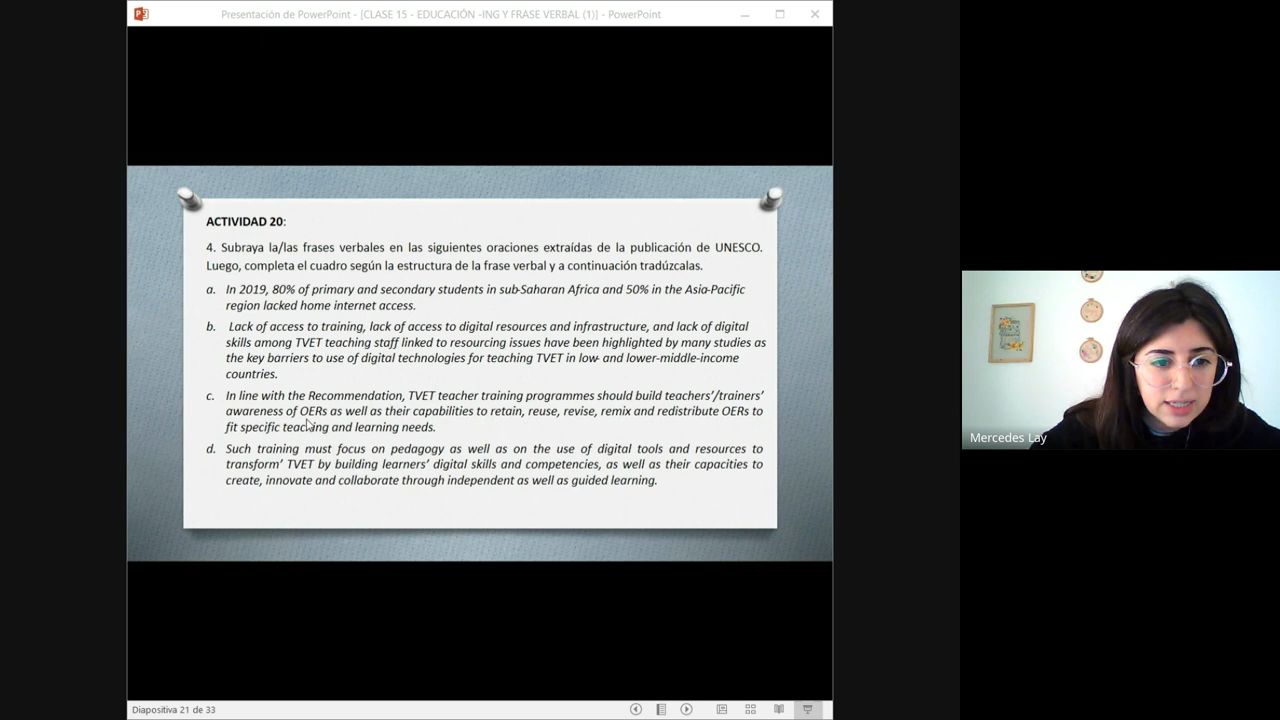 Presentación de PowerPoint - [CLASE 15 - EDUCACIÓN -ING Y FRASE VERBAL (1)] - PowerPoint
ACTIVIDAD 20:
4. Subraya la/las frases verbales en las siguientes oraciones extraídas de la publicación de UNESCO.
Luego, completa el cuadro según la estructura de la frase verbal y a continuación tradúzcalas.
a. In 2019, 80% of primary and secondary students in sub-Saharan Africa and 50% in the Asia-Pacific
region lacked home internet access.
b. Lack of access to training, lack of access to digital resources and infrastructure, and lack of digital
skills among TVET teaching staff linked to resourcing issues have been highlighted by many studies as
the key barriers to use of digital technologies for teaching TVET in low- and lower-middle-income
countries.
c. In line with the Recommendation, TVET teacher training programmes should build teachers’/trainers’
awareness of OERs as well as their capabilities to retain, reuse, revise, remix and redistribute OERs to
fit specific teaching and learning needs.
d. Such training must focus on pedagogy as well as on the use of digital tools and resources to
transform’ TVET by building learners’ digital skills and competencies, as well as their capacities to
create, innovate and collaborate through independent as well as guided learning.
Mercedes Lay
Diapositiva 21 de 33